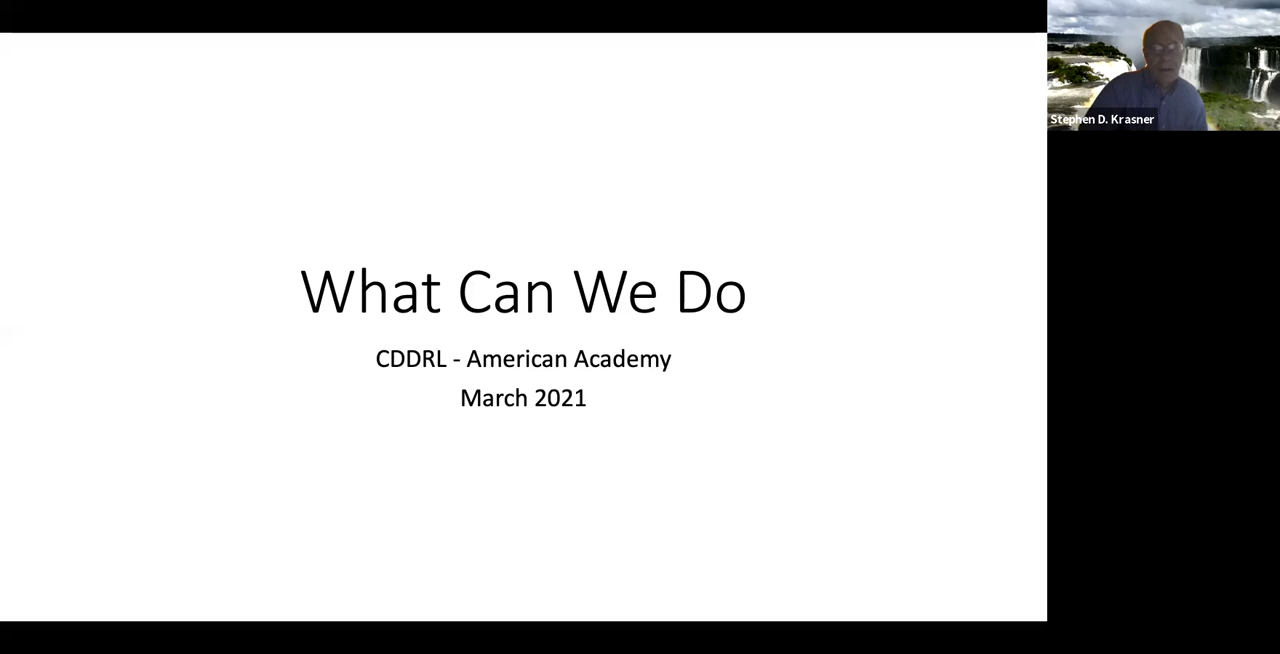 What Can We Do
CDDRL - American Academy
March 2021
Stephen D. Krasner